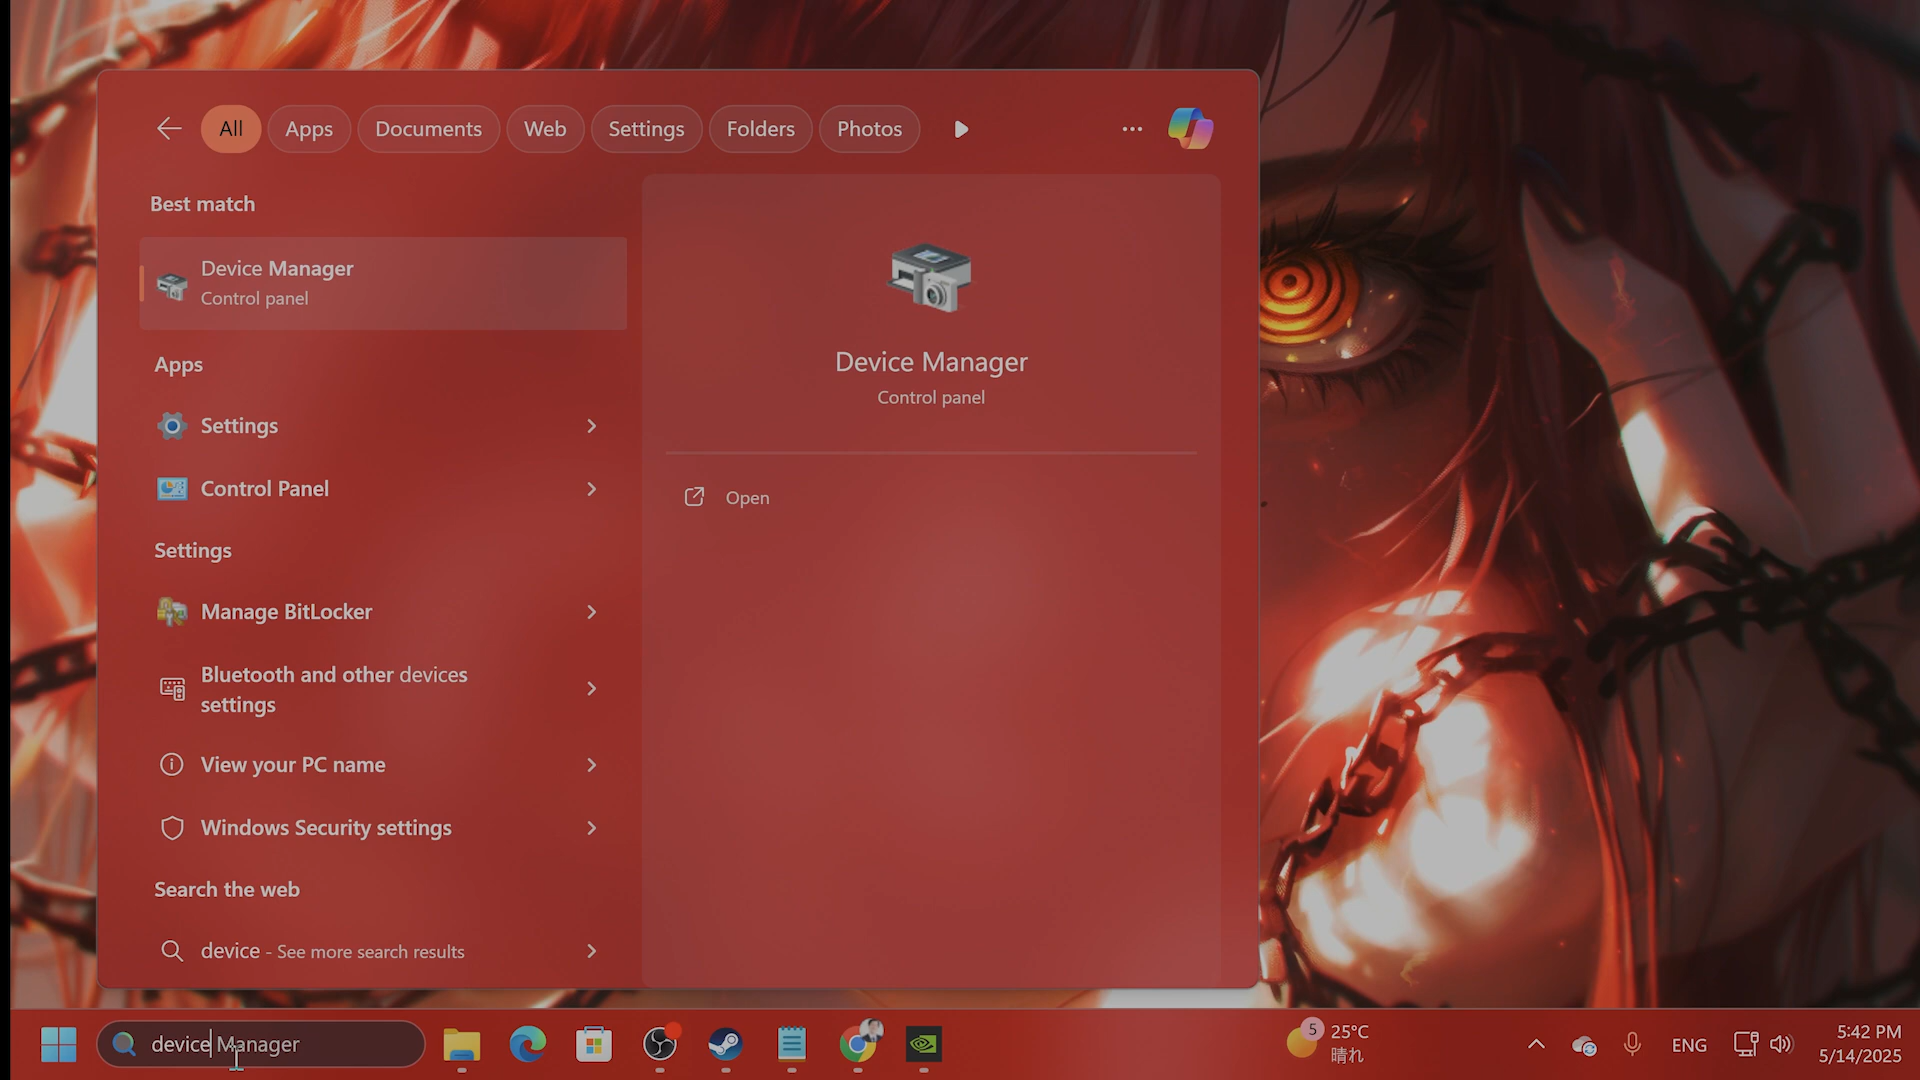 All
Apps
Documents
Web
Settings
Folders
Photos
Best match
Device Manager
Control panel
Apps
Settings
Control Panel
Settings
Manage BitLocker
Bluetooth and other devices
settings
View your PC name
Windows Security settings
Search the web
device - See more search results
Device Manager
Control panel
Open
device Manager
5
25°C
晴れ
ENG
5:42 PM
5/14/2025